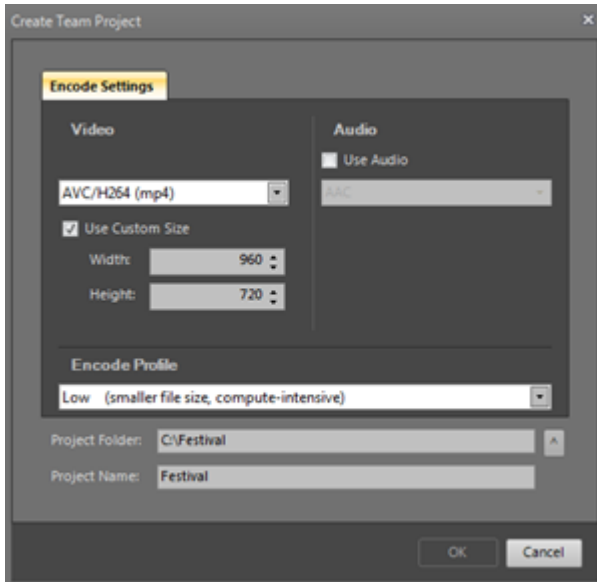 Create Team Project
Encode Settings
Video
AVC/H264 (mp4)
Use Custom Size
Width: 960
Height: 720
Audio
Use Audio
AAC
Encode Profile
Low (smaller file size, compute-intensive)
Project Folder: C:\Festival
Project Name: Festival
OK Cancel